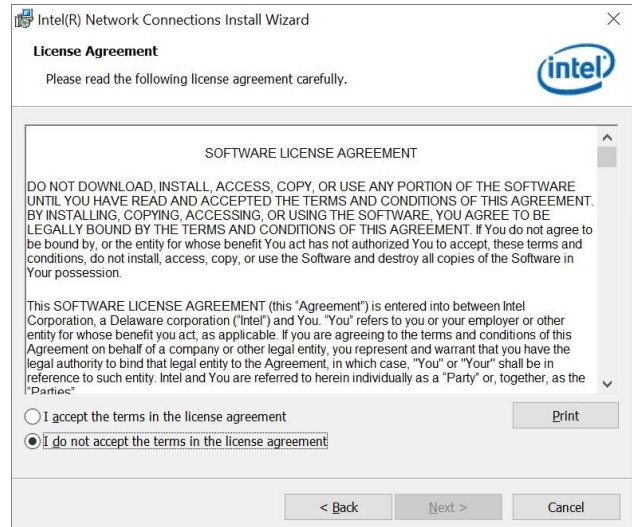 Intel(R) Network Connections Install Wizard
License Agreement
Please read the following license agreement carefully.
intel
SOFTWARE LICENSE AGREEMENT
DO NOT DOWNLOAD, INSTALL, ACCESS, COPY, OR USE ANY PORTION OF THE SOFTWARE
UNTIL YOU HAVE READ AND ACCEPTED THE TERMS AND CONDITIONS OF THIS AGREEMENT.
BY INSTALLING, COPYING, ACCESSING, OR USING THE SOFTWARE, YOU AGREE TO BE
LEGALLY BOUND BY THE TERMS AND CONDITIONS OF THIS AGREEMENT. If You do not agree to
be bound by, or the entity for whose benefit You act has not authorized You to accept, these terms and
conditions, do not install, access, copy, or use the Software and destroy all copies of the Software in
Your possession.
This SOFTWARE LICENSE AGREEMENT (this "Agreement") is entered into between Intel
Corporation, a Delaware corporation ("Intel") and You. "You" refers to you or your employer or other
entity for whose benefit you act, as applicable. If you are agreeing to the terms and conditions of this
Agreement on behalf of a company or other legal entity, you represent and warrant that you have the
legal authority to bind that legal entity to the Agreement, in which case, "You" or "Your" shall be in
reference to such entity. Intel and You are referred to herein individually as a "Party" or, together, as the
"Parties"
I accept the terms in the license agreement
Print
I do not accept the terms in the license agreement
< Back
Next >
Cancel